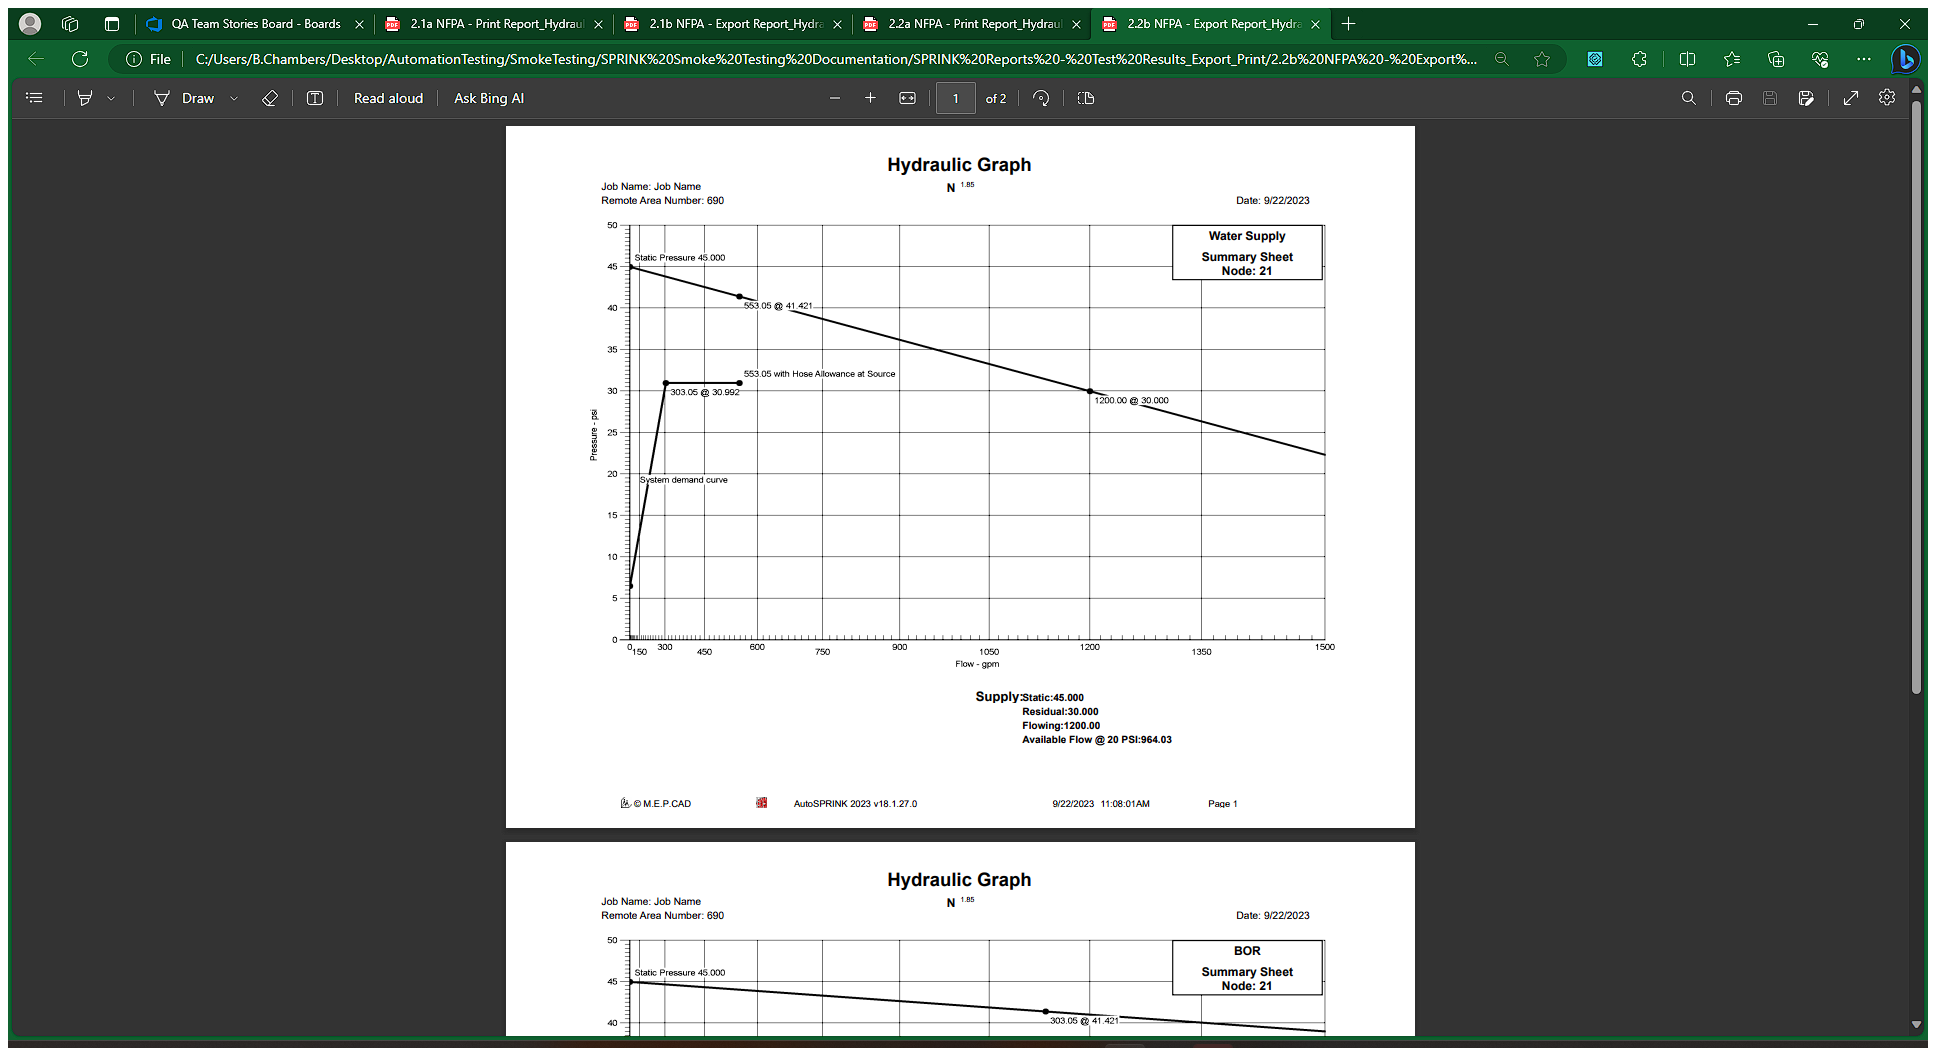 QA Team Stories Board - Boards
2.1a NFPA - Print Report_Hydraul
2.1b NFPA - Export Report_Hydra
2.2a NFPA - Print Report_Hydraul
2.2b NFPA - Export Report_Hydra
File
C:/Users/B.Chambers/Desktop/AutomationTesting/SmokeTesting/SPRINK%20Smoke%20Testing%20Documentation/SPRINK%20Reports%20-%20Test%20Results_Export_Print/2.2b%20NFPA%20-%20Export%...
Draw
Read aloud
Ask Bing AI
1
of 2
Hydraulic Graph
N 1.85
Job Name: Job Name
Remote Area Number: 690
Date: 9/22/2023
Water Supply
Summary Sheet
Node: 21
50
45
40
35
30
25
20
15
10
5
0
Pressure - psi
Static Pressure 45.000
553.05 @ 41.421
553.05 with Hose Allowance at Source
303.05 @ 30.992
1200.00 @ 30.000
System demand curve
0 150 300 450 600 750 900 1050 1200 1350 1500
Flow - gpm
Supply:Static:45.000
Residual:30.000
Flowing:1200.00
Available Flow @ 20 PSI:964.03
© M.E.P.CAD
AutoSPRINK 2023 v18.1.27.0
9/22/2023 11:08:01AM
Page 1
Hydraulic Graph
N 1.85
Job Name: Job Name
Remote Area Number: 690
Date: 9/22/2023
BOR
Summary Sheet
Node: 21
50
45
40
Static Pressure 45.000
303.05 @ 41.421